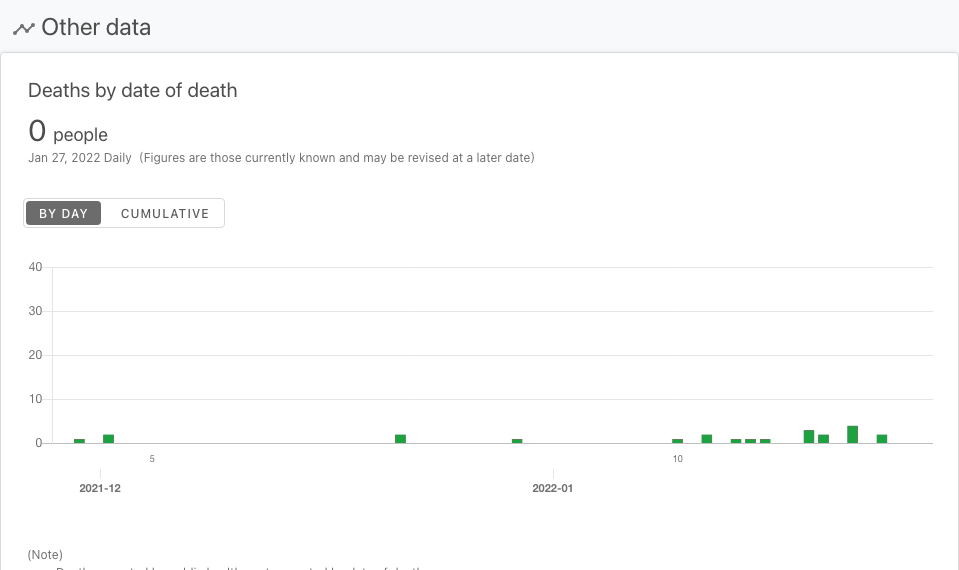 Other data
Deaths by date of death
0 people
Jan 27, 2022 Daily (Figures are those currently known and may be revised at a later date)
BY DAY CUMULATIVE
40
30
20
10
0
5 10
2021-12 2022-01
(Note)